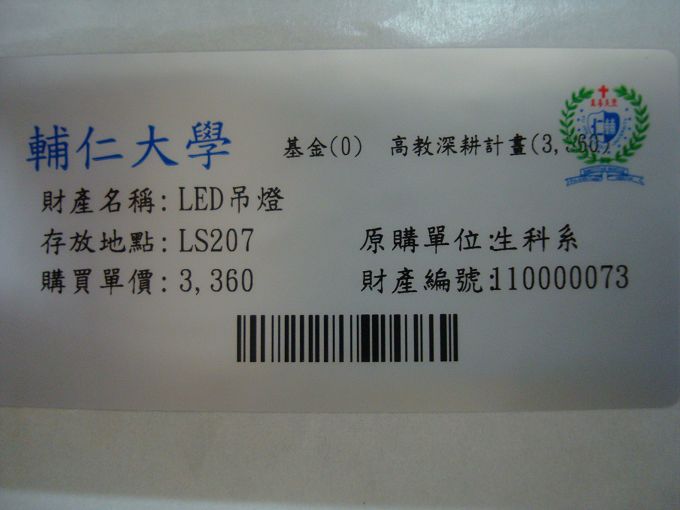 輔仁大學 基金(0) 高教深耕計畫(3,360)
財產名稱: LED吊燈
存放地點: LS207 原購單位:生科系
購買單價: 3,360 財產編號:110000073